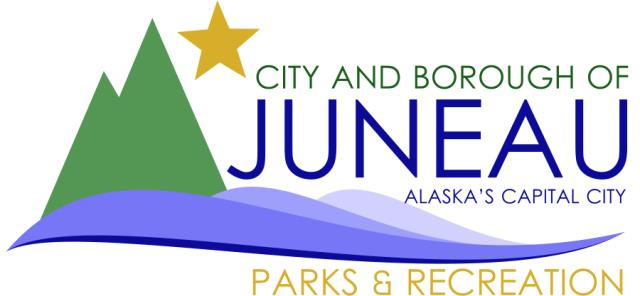 CITY AND BOROUGH OF
JUNEAU
ALASKA'S CAPITAL CITY
PARKS & RECREATION